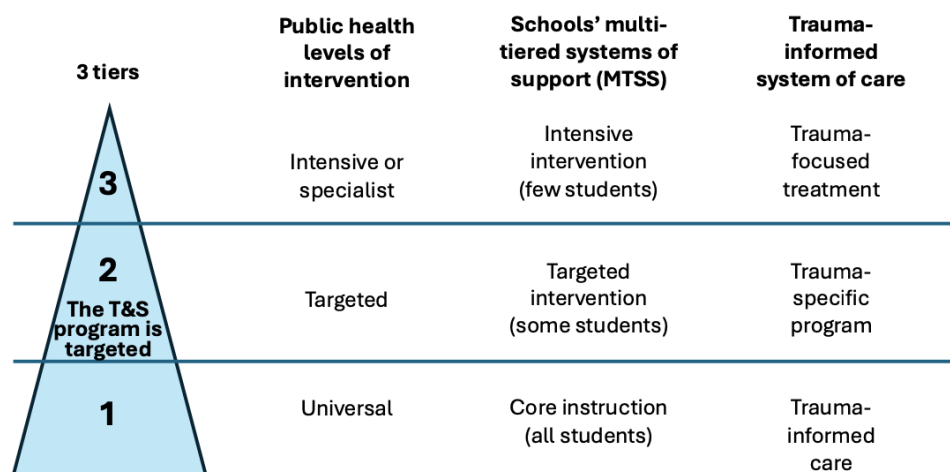 3 tiers
Public health
levels of
intervention
Schools’ multi-
tiered systems of
support (MTSS)
Trauma-
informed
system of care
3
Intensive or
specialist
Intensive
intervention
(few students)
Trauma-
focused
treatment
2
The T&S
program is
targeted
Targeted
Targeted
intervention
(some students)
Trauma-
specific
program
1
Universal
Core instruction
(all students)
Trauma-
informed
care